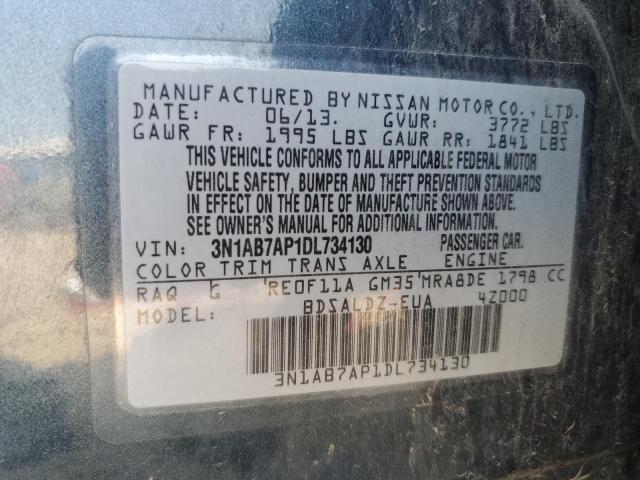 MANUFACTURED BY NISSAN MOTOR CO., LTD.
DATE: 06/13. GVWR: 3772 LBS
GAWR FR: 1995 LBS GAWR RR: 1841 LBS
THIS VEHICLE CONFORMS TO ALL APPLICABLE FEDERAL MOTOR
VEHICLE SAFETY, BUMPER AND THEFT PREVENTION STANDARDS
IN EFFECT ON THE DATE OF MANUFACTURE SHOWN ABOVE.
SEE OWNER'S MANUAL FOR ADDITIONAL INFORMATION.
VIN: 3N1AB7AP1DL734130 PASSENGER CAR.
COLOR TRIM TRANS AXLE ENGINE
RAQ G RE0F11A GM35 MRA8DE 1798 CC
MODEL: BDSALDZ-EUA 4Z000
3N1AB7AP1DL734130